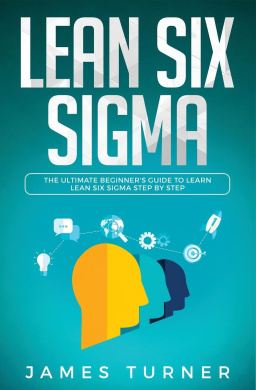 LEAN SIX
SIGMA
THE ULTIMATE BEGINNER'S GUIDE TO LEARN
LEAN SIX SIGMA STEP BY STEP
JAMES TURNER